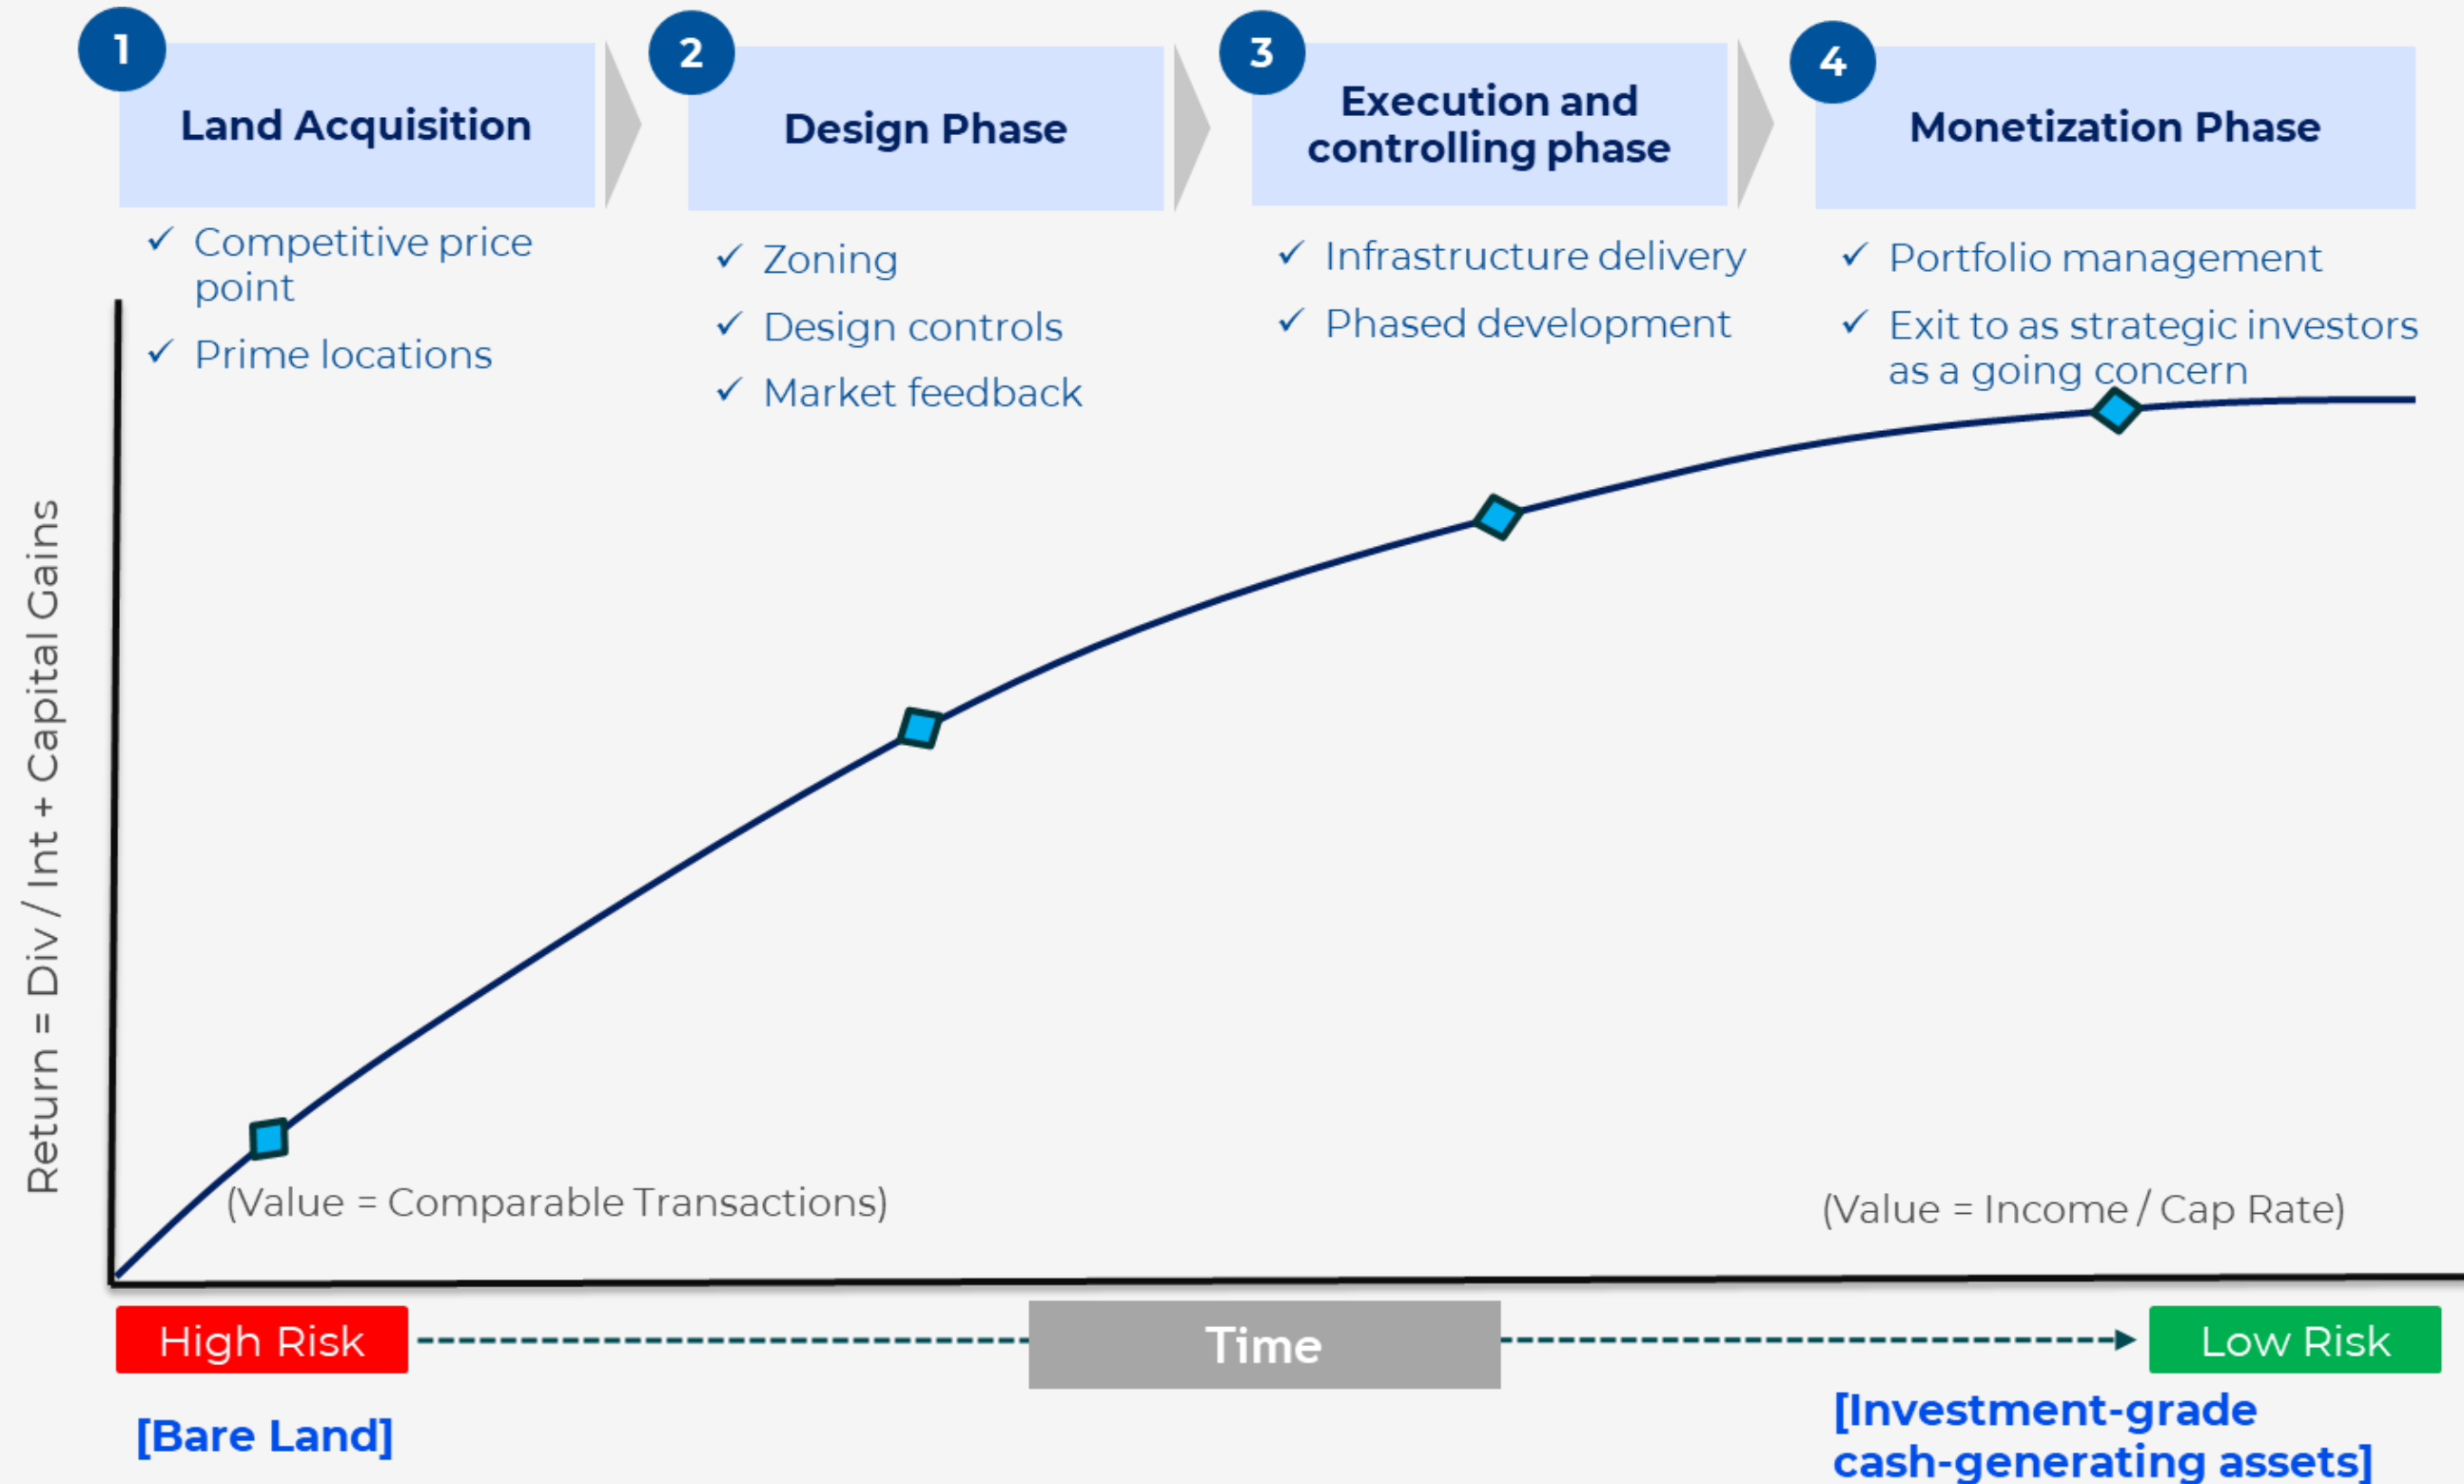 1
Land Acquisition
✓ Competitive price
point
✓ Prime locations
2
Design Phase
✓ Zoning
✓ Design controls
✓ Market feedback
3
Execution and
controlling phase
✓ Infrastructure delivery
✓ Phased development
4
Monetization Phase
✓ Portfolio management
✓ Exit to as strategic investors
as a going concern
Return = Div / Int + Capital Gains
(Value = Comparable Transactions)
(Value = Income / Cap Rate)
High Risk
Time
Low Risk
[Bare Land]
[Investment-grade
cash-generating assets]